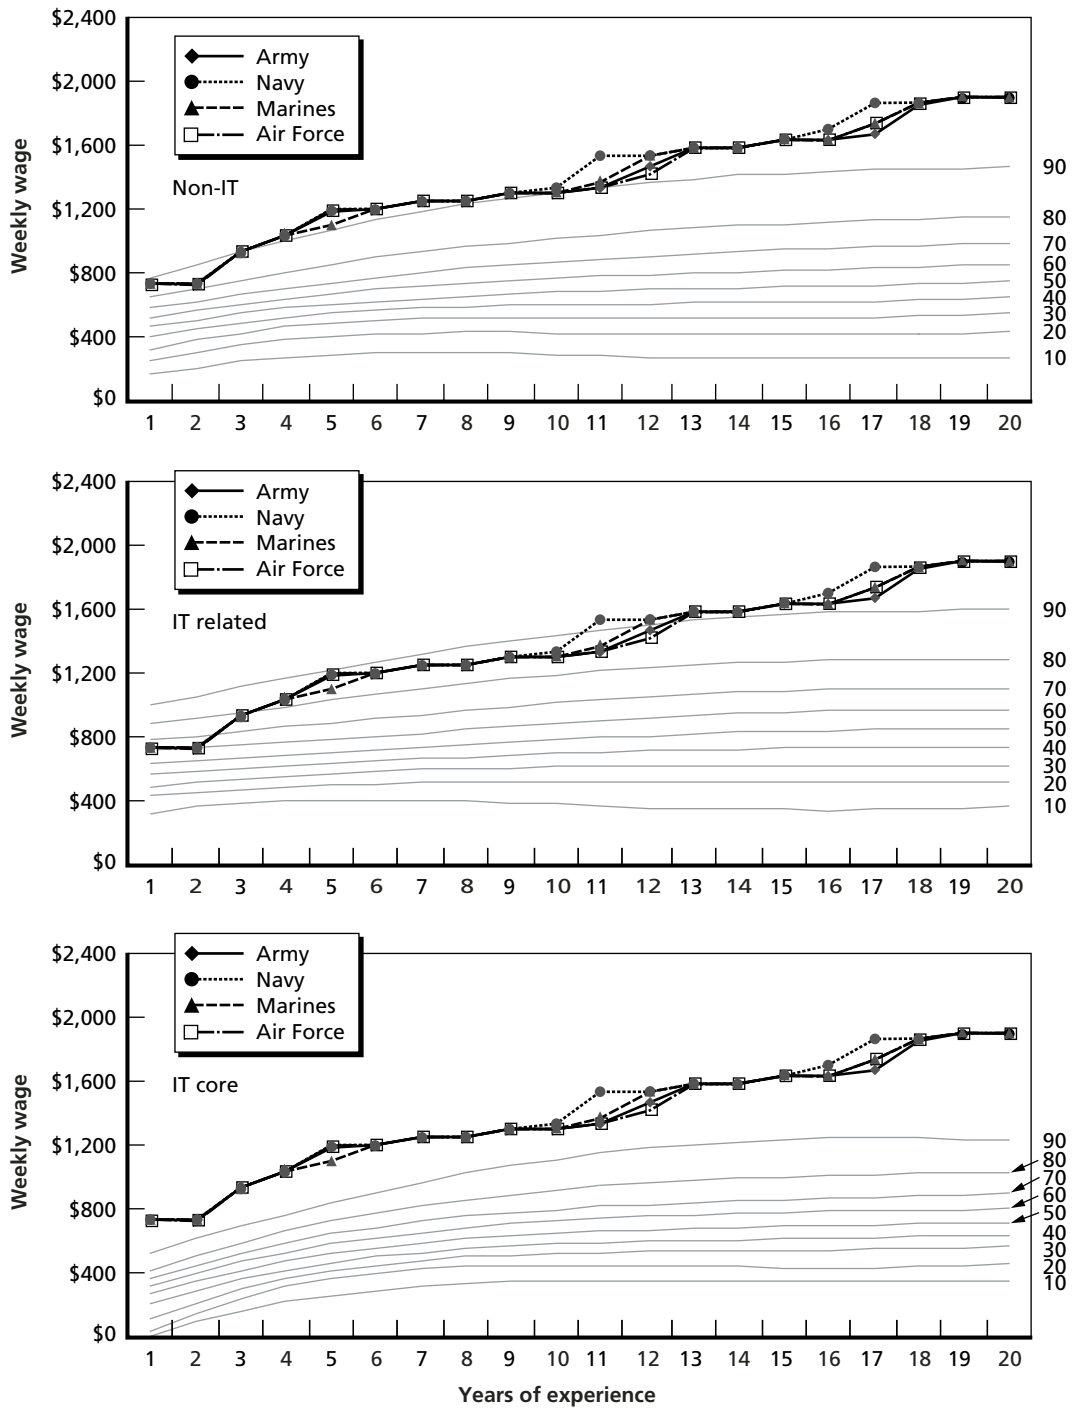 $2,400
$2,000
$1,600
$1,200
$800
$400
$0
Weekly wage
Army
Navy
Marines
Air Force
Non-IT
90
80
70
60
50
40
30
20
10
1 2 3 4 5 6 7 8 9 10 11 12 13 14 15 16 17 18 19 20
$2,400
$2,000
$1,600
$1,200
$800
$400
$0
Weekly wage
Army
Navy
Marines
Air Force
IT related
90
80
70
60
50
40
30
20
10
1 2 3 4 5 6 7 8 9 10 11 12 13 14 15 16 17 18 19 20
$2,400
$2,000
$1,600
$1,200
$800
$400
$0
Weekly wage
Army
Navy
Marines
Air Force
IT core
90
80
70
60
50
40
30
20
10
1 2 3 4 5 6 7 8 9 10 11 12 13 14 15 16 17 18 19 20
Years of experience